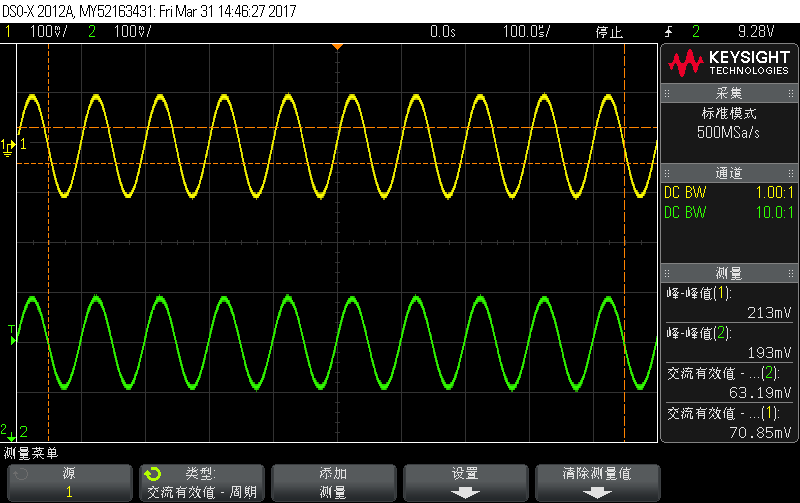 DSO-X 2012A, MY52163431: Fri Mar 31 14:46:27 2017
1 100%/ 2 100%/ 0.0s 100.0%/ 停止 2 9.28V
KEYSIGHT
TECHNOLOGIES
采集
标准模式
500MSa/s
通道
DC BW 1.00:1
DC BW 10.0:1
测量
峰-峰值(1):
213mV
峰-峰值(2):
193mV
交流有效值 - ...(2):
63.19mV
交流有效值 - ...(1):
70.85mV
1 1
T
2 2
测量菜单
源
1
类型:
交流有效值 - 周期
添加
测量
设置
清除测量值